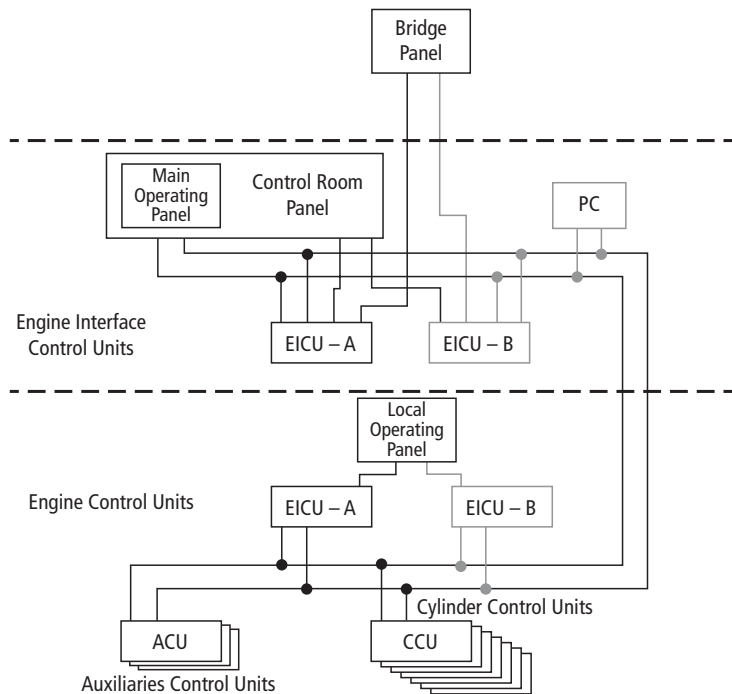 Bridge
Panel
Main
Operating
Panel
Control Room
Panel
PC
Engine Interface
Control Units
EICU – A
EICU – B
Local
Operating
Panel
Engine Control Units
EICU – A
EICU – B
Cylinder Control Units
ACU
CCU
Auxiliaries Control Units